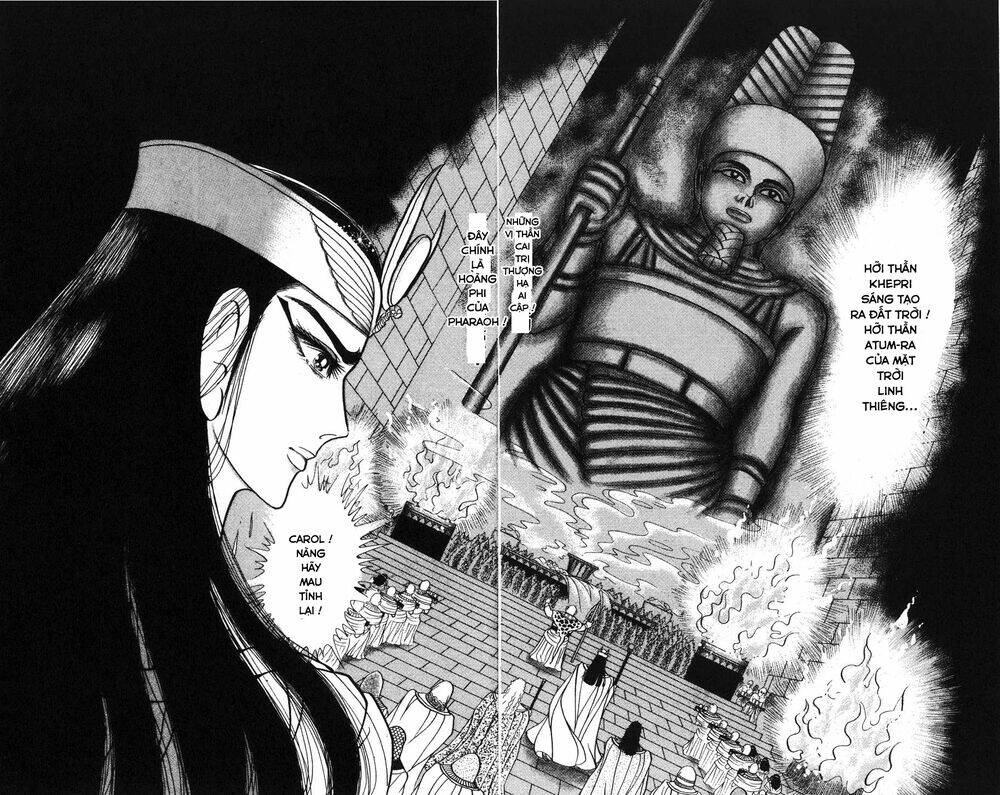 HỠI THẦN
KHEPRI
SÁNG TẠO
RA ĐẤT TRỜI !
HỠI THẦN
ATUM-RA
CỦA MẶT
TRỜI
LINH
THIÊNG...
NHỮNG
VỊ THẦN
CAI TRỊ
THƯỢNG
HẠ AI
CẬP !
ĐÂY
CHÍNH
LÀ
HOÀNG
PHI
CỦA
PHARAOH !
CAROL !
NÀNG
HÃY
MAU
TỈNH
LẠI !